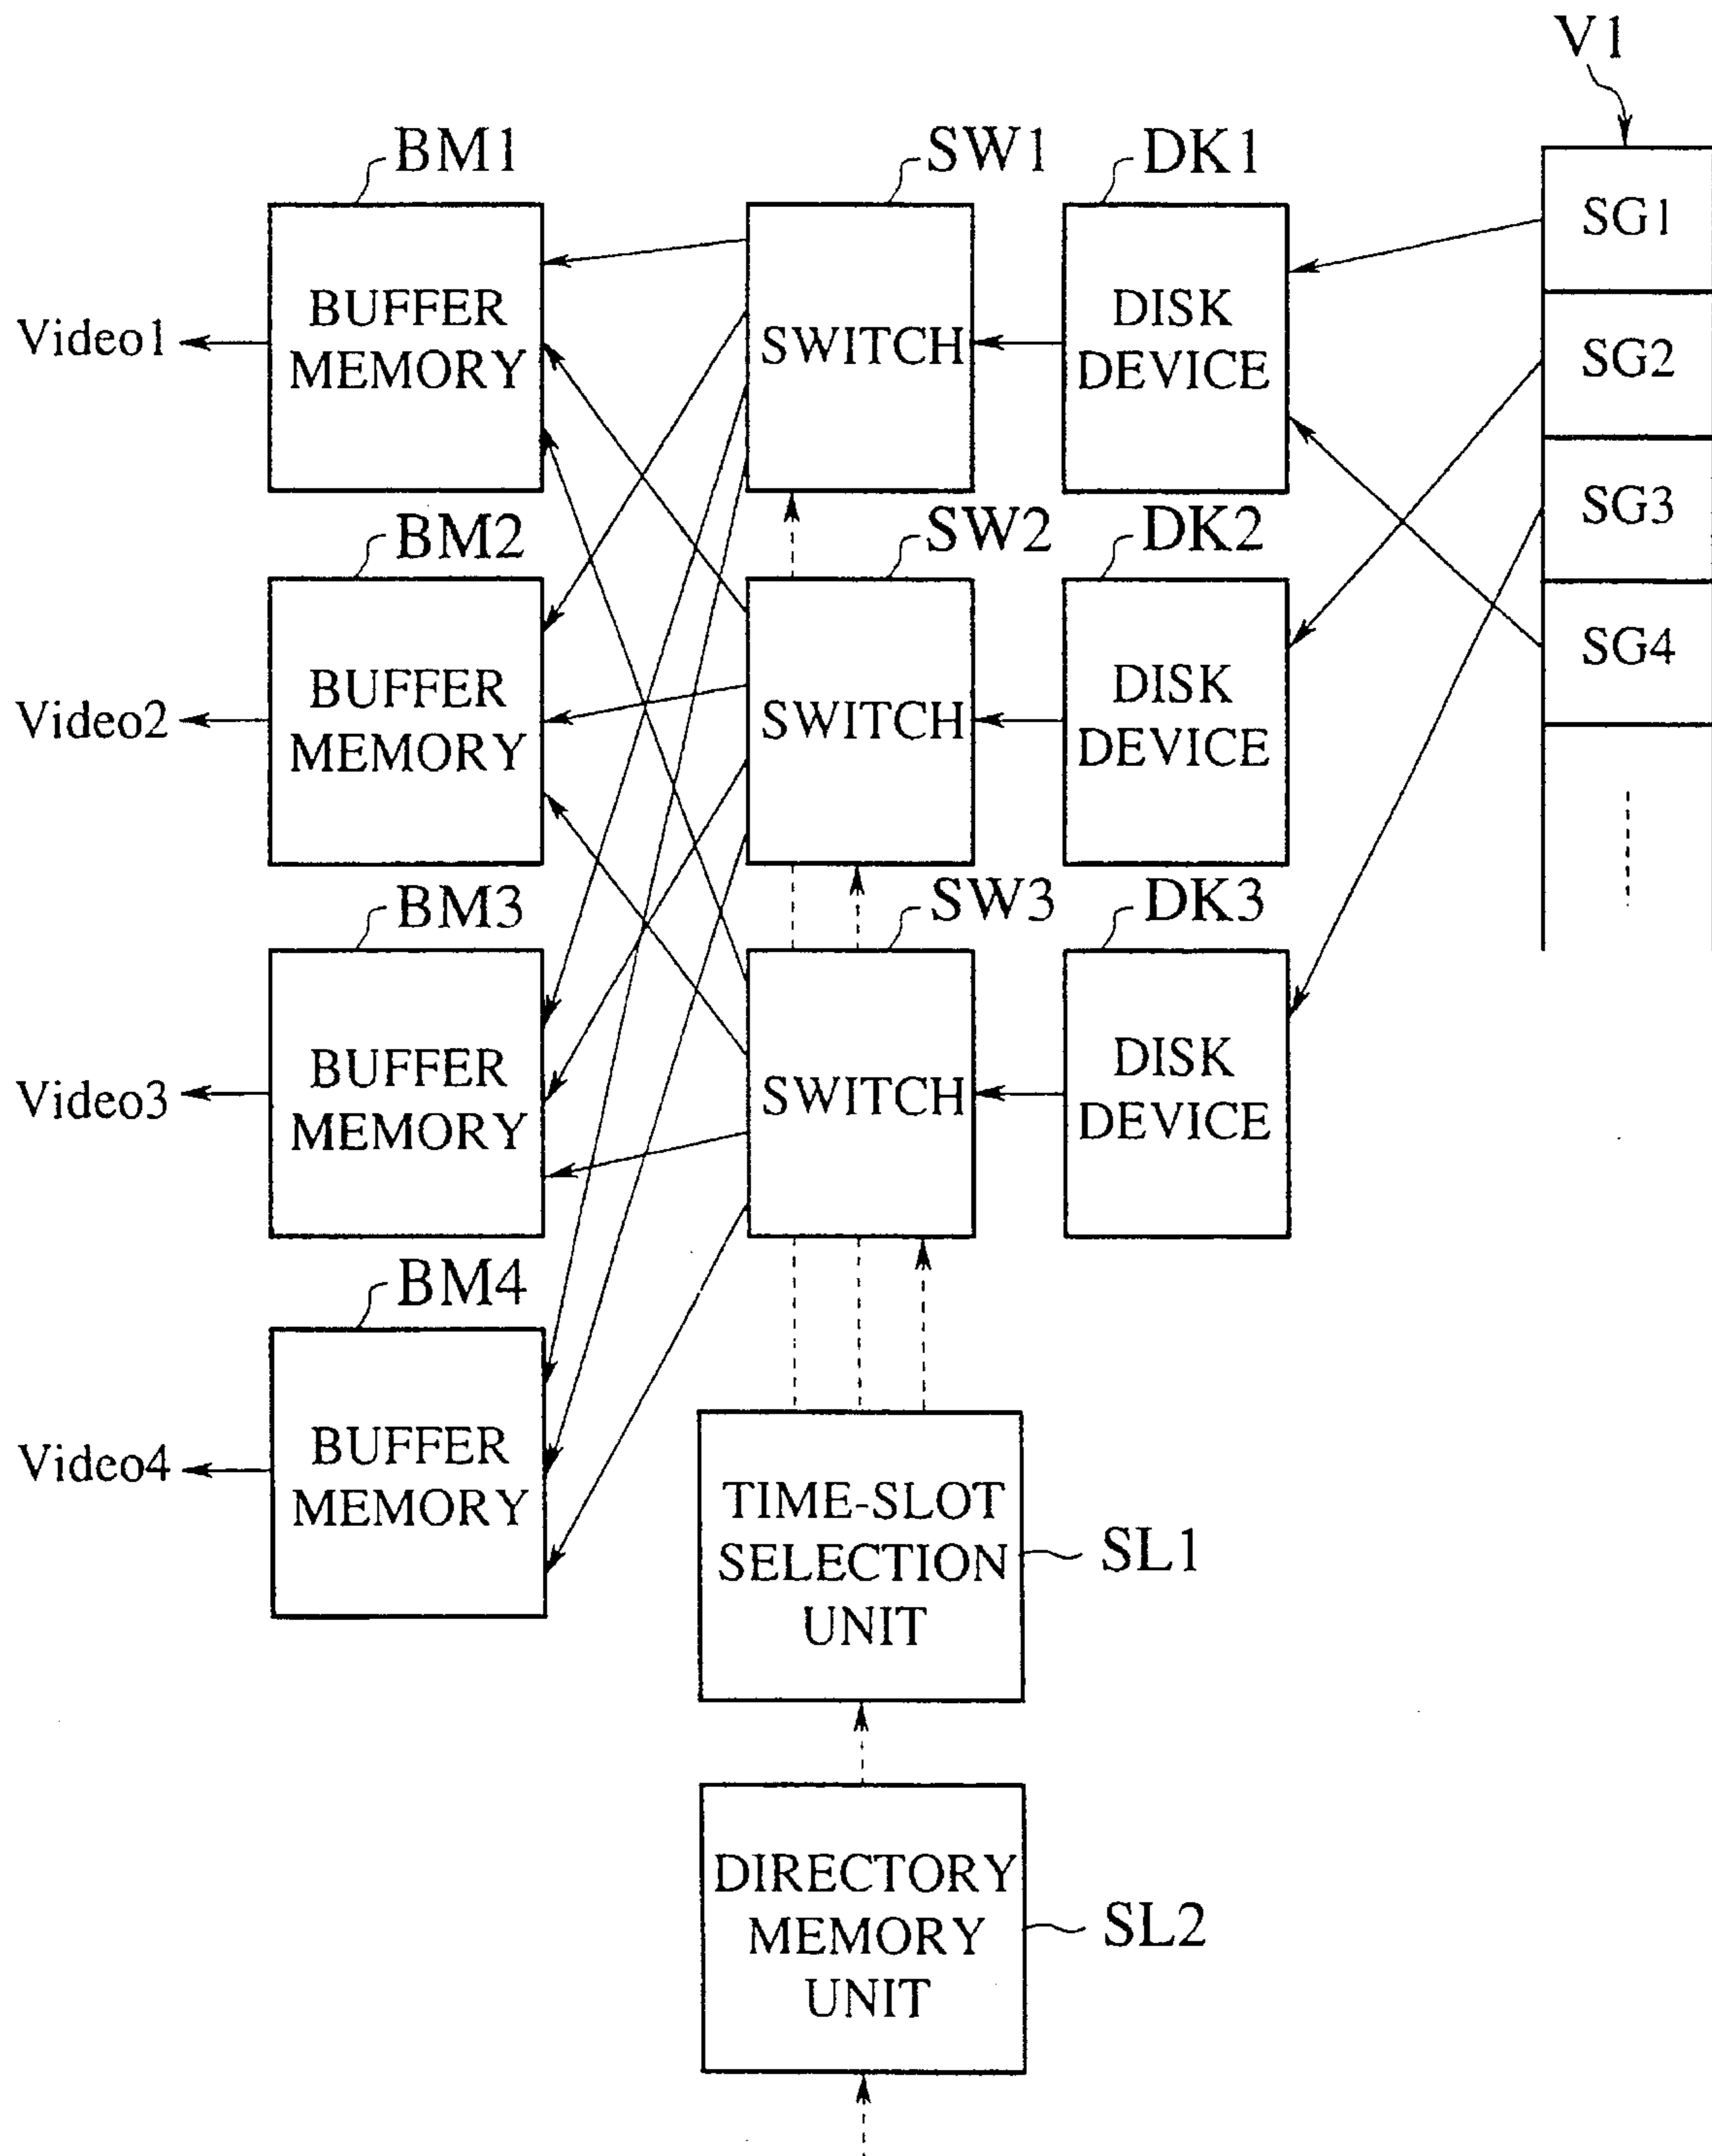 V1
BM1
SW1
DK1
SG1
BUFFER
MEMORY
SWITCH
DISK
DEVICE
Video1
SG2
SG3
BM2
SW2
DK2
SG4
BUFFER
MEMORY
SWITCH
DISK
DEVICE
Video2
BM3
SW3
DK3
BUFFER
MEMORY
SWITCH
DISK
DEVICE
Video3
BM4
BUFFER
MEMORY
Video4
TIME-SLOT
SELECTION
UNIT
SL1
DIRECTORY
MEMORY
UNIT
SL2